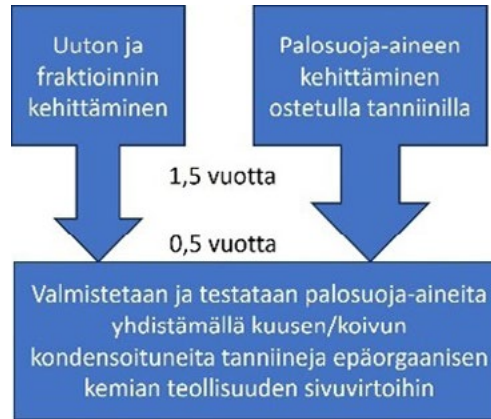 Uuton ja
fraktioinnin
kehittäminen
Palosuoja-aineen
kehittäminen
ostetulla tanniinilla
1,5 vuotta
0,5 vuotta
Valmistetaan ja testataan palosuoja-aineita
yhdistämällä kuusen/koivun
kondensoituneita tanniineja epäorgaanisen
kemian teollisuuden sivuvirtoihin